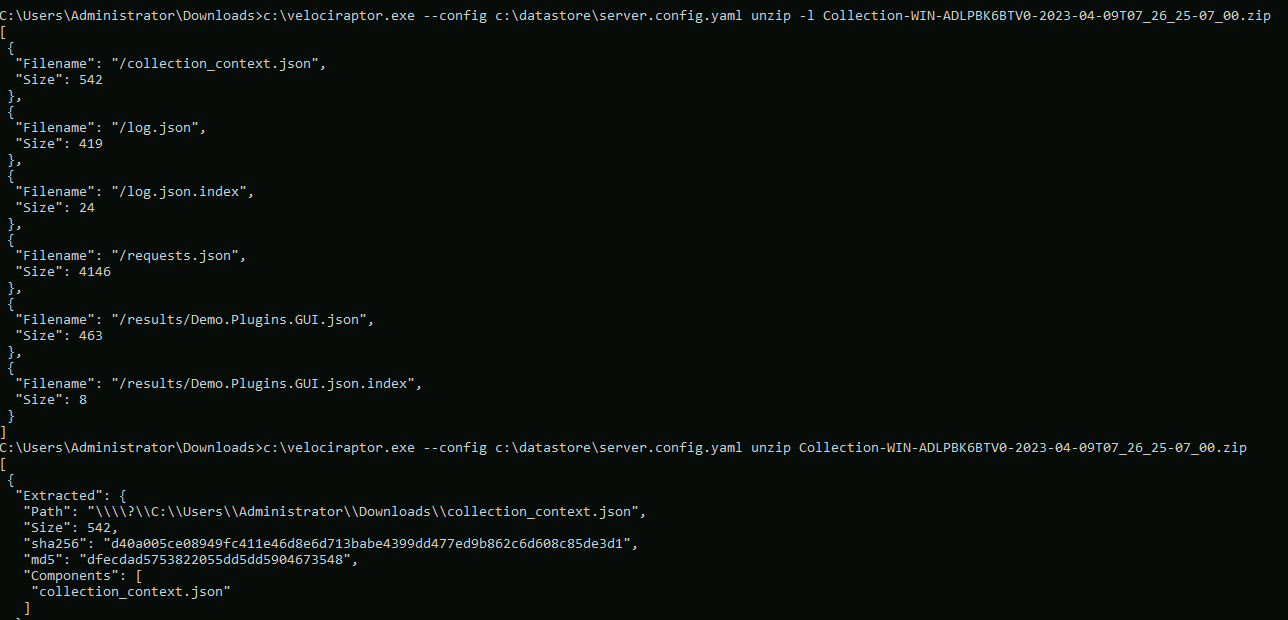 C:\Users\Administrator\Downloads>c:\velociraptor.exe --config c:\datastore\server.config.yaml unzip -l Collection-WIN-ADLPBK6BTV0-2023-04-09T07_26_25-07_00.zip
[
 {
  "Filename": "/collection_context.json",
  "Size": 542
 },
 {
  "Filename": "/log.json",
  "Size": 419
 },
 {
  "Filename": "/log.json.index",
  "Size": 24
 },
 {
  "Filename": "/requests.json",
  "Size": 4146
 },
 {
  "Filename": "/results/Demo.Plugins.GUI.json",
  "Size": 463
 },
 {
  "Filename": "/results/Demo.Plugins.GUI.json.index",
  "Size": 8
 }
]
C:\Users\Administrator\Downloads>c:\velociraptor.exe --config c:\datastore\server.config.yaml unzip Collection-WIN-ADLPBK6BTV0-2023-04-09T07_26_25-07_00.zip
[
 {
  "Extracted": {
   "Path": "\\\\?\\C:\\Users\\Administrator\\Downloads\\collection_context.json",
   "Size": 542,
   "sha256": "d40a005ce08949fc411e46d8e6d713babe4399dd477ed9b862c6d608c85de3d1",
   "md5": "dfecdad5753822055dd5dd5904673548",
   "Components": [
    "collection_context.json"
   ]